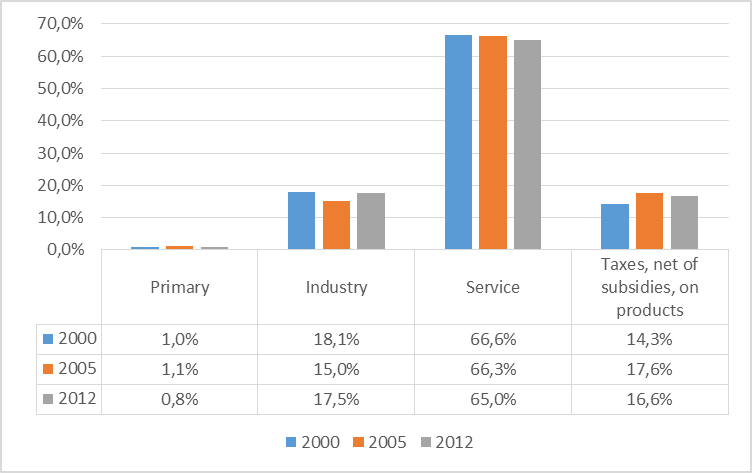 70,0%
60,0%
50,0%
40,0%
30,0%
20,0%
10,0%
0,0%
Primary Industry Service Taxes, net of
subsidies, on
products
2000 1,0% 18,1% 66,6% 14,3%
2005 1,1% 15,0% 66,3% 17,6%
2012 0,8% 17,5% 65,0% 16,6%
2000 2005 2012